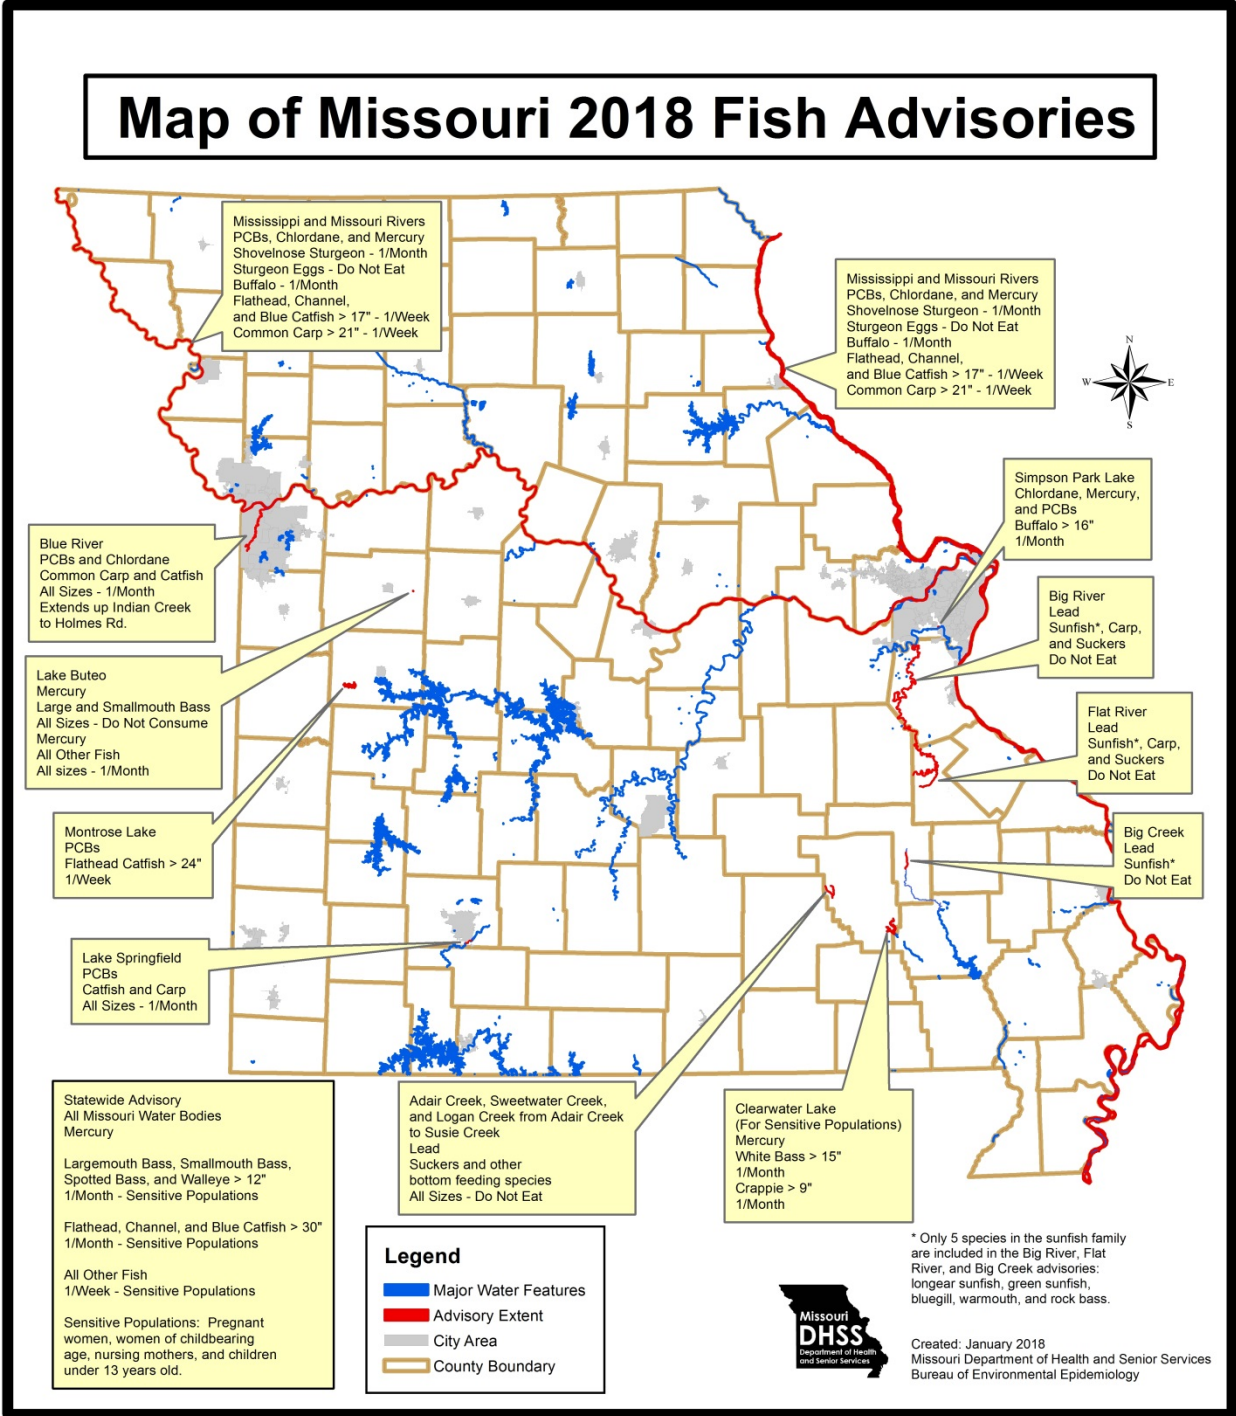 Map of Missouri 2018 Fish Advisories
Mississippi and Missouri Rivers
PCBs, Chlordane, and Mercury
Shovelnose Sturgeon - 1/Month
Sturgeon Eggs - Do Not Eat
Buffalo - 1/Month
Flathead, Channel,
and Blue Catfish > 17" - 1/Week
Common Carp > 21" - 1/Week
Mississippi and Missouri Rivers
PCBs, Chlordane, and Mercury
Shovelnose Sturgeon - 1/Month
Sturgeon Eggs - Do Not Eat
Buffalo - 1/Month
Flathead, Channel,
and Blue Catfish > 17" - 1/Week
Common Carp > 21" - 1/Week
N
W E
S
Simpson Park Lake
Chlordane, Mercury,
and PCBs
Buffalo > 16"
1/Month
Blue River
PCBs and Chlordane
Common Carp and Catfish
All Sizes - 1/Month
Extends up Indian Creek
to Holmes Rd.
Big River
Lead
Sunfish*, Carp,
and Suckers
Do Not Eat
Lake Buteo
Mercury
Large and Smallmouth Bass
All Sizes - Do Not Consume
Mercury
All Other Fish
All sizes - 1/Month
Flat River
Lead
Sunfish*, Carp,
and Suckers
Do Not Eat
Montrose Lake
PCBs
Flathead Catfish > 24"
1/Week
Big Creek
Lead
Sunfish*
Do Not Eat
Lake Springfield
PCBs
Catfish and Carp
All Sizes - 1/Month
Statewide Advisory
All Missouri Water Bodies
Mercury
Largemouth Bass, Smallmouth Bass,
Spotted Bass, and Walleye > 12"
1/Month - Sensitive Populations
Flathead, Channel, and Blue Catfish > 30"
1/Month - Sensitive Populations
All Other Fish
1/Week - Sensitive Populations
Sensitive Populations: Pregnant
women, women of childbearing
age, nursing mothers, and children
under 13 years old.
Adair Creek, Sweetwater Creek,
and Logan Creek from Adair Creek
to Susie Creek
Lead
Suckers and other
bottom feeding species
All Sizes - Do Not Eat
Clearwater Lake
(For Sensitive Populations)
Mercury
White Bass > 15"
1/Month
Crappie > 9"
1/Month
Legend
Major Water Features
Advisory Extent
City Area
County Boundary
* Only 5 species in the sunfish family
are included in the Big River, Flat
River, and Big Creek advisories:
longear sunfish, green sunfish,
bluegill, warmouth, and rock bass.
Missouri
DHSS
Department of Health
and Senior Services
Created: January 2018
Missouri Department of Health and Senior Services
Bureau of Environmental Epidemiology